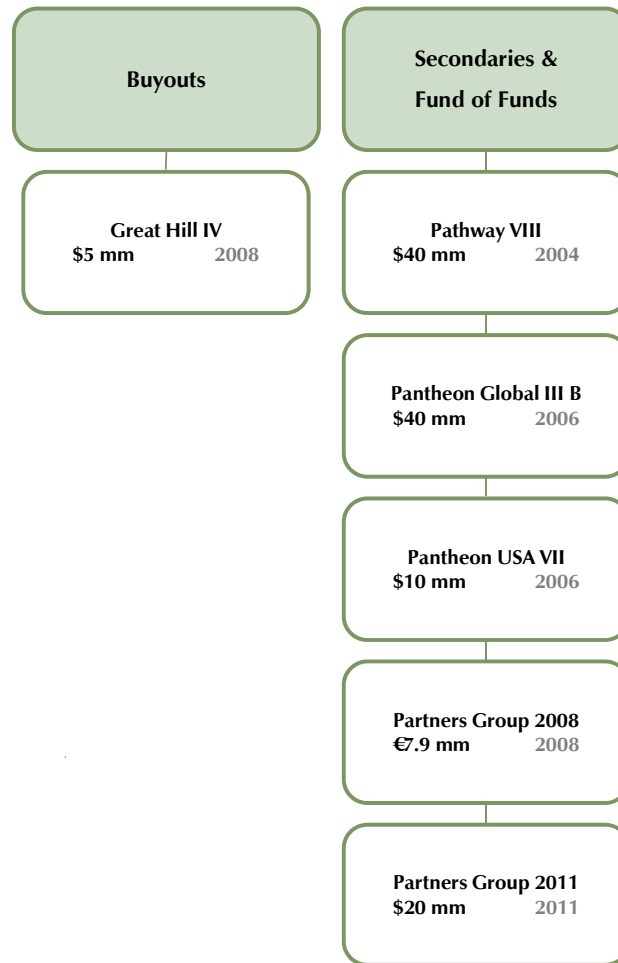 Buyouts
Great Hill IV
$5 mm 2008
Secondaries &
Fund of Funds
Pathway VIII
$40 mm 2004
Pantheon Global III B
$40 mm 2006
Pantheon USA VII
$10 mm 2006
Partners Group 2008
€7.9 mm 2008
Partners Group 2011
$20 mm 2011